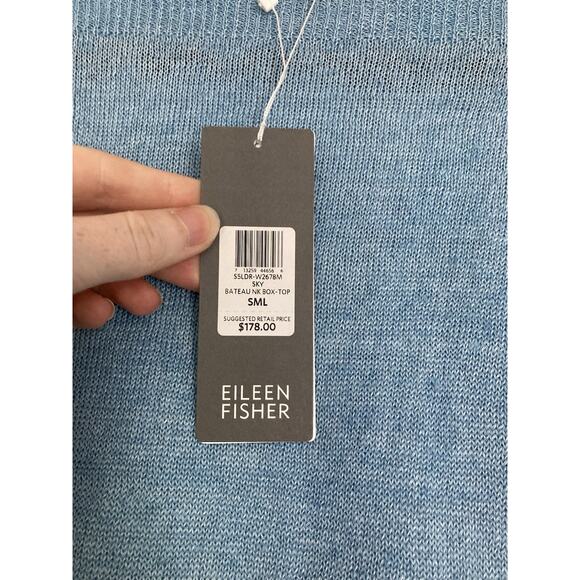 7 13259 44656 6
S5LDR-W2678M
SKY
BATEAU NK BOX-TOP
SML
SUGGESTED RETAIL PRICE
$178.00
EILEEN
FISHER